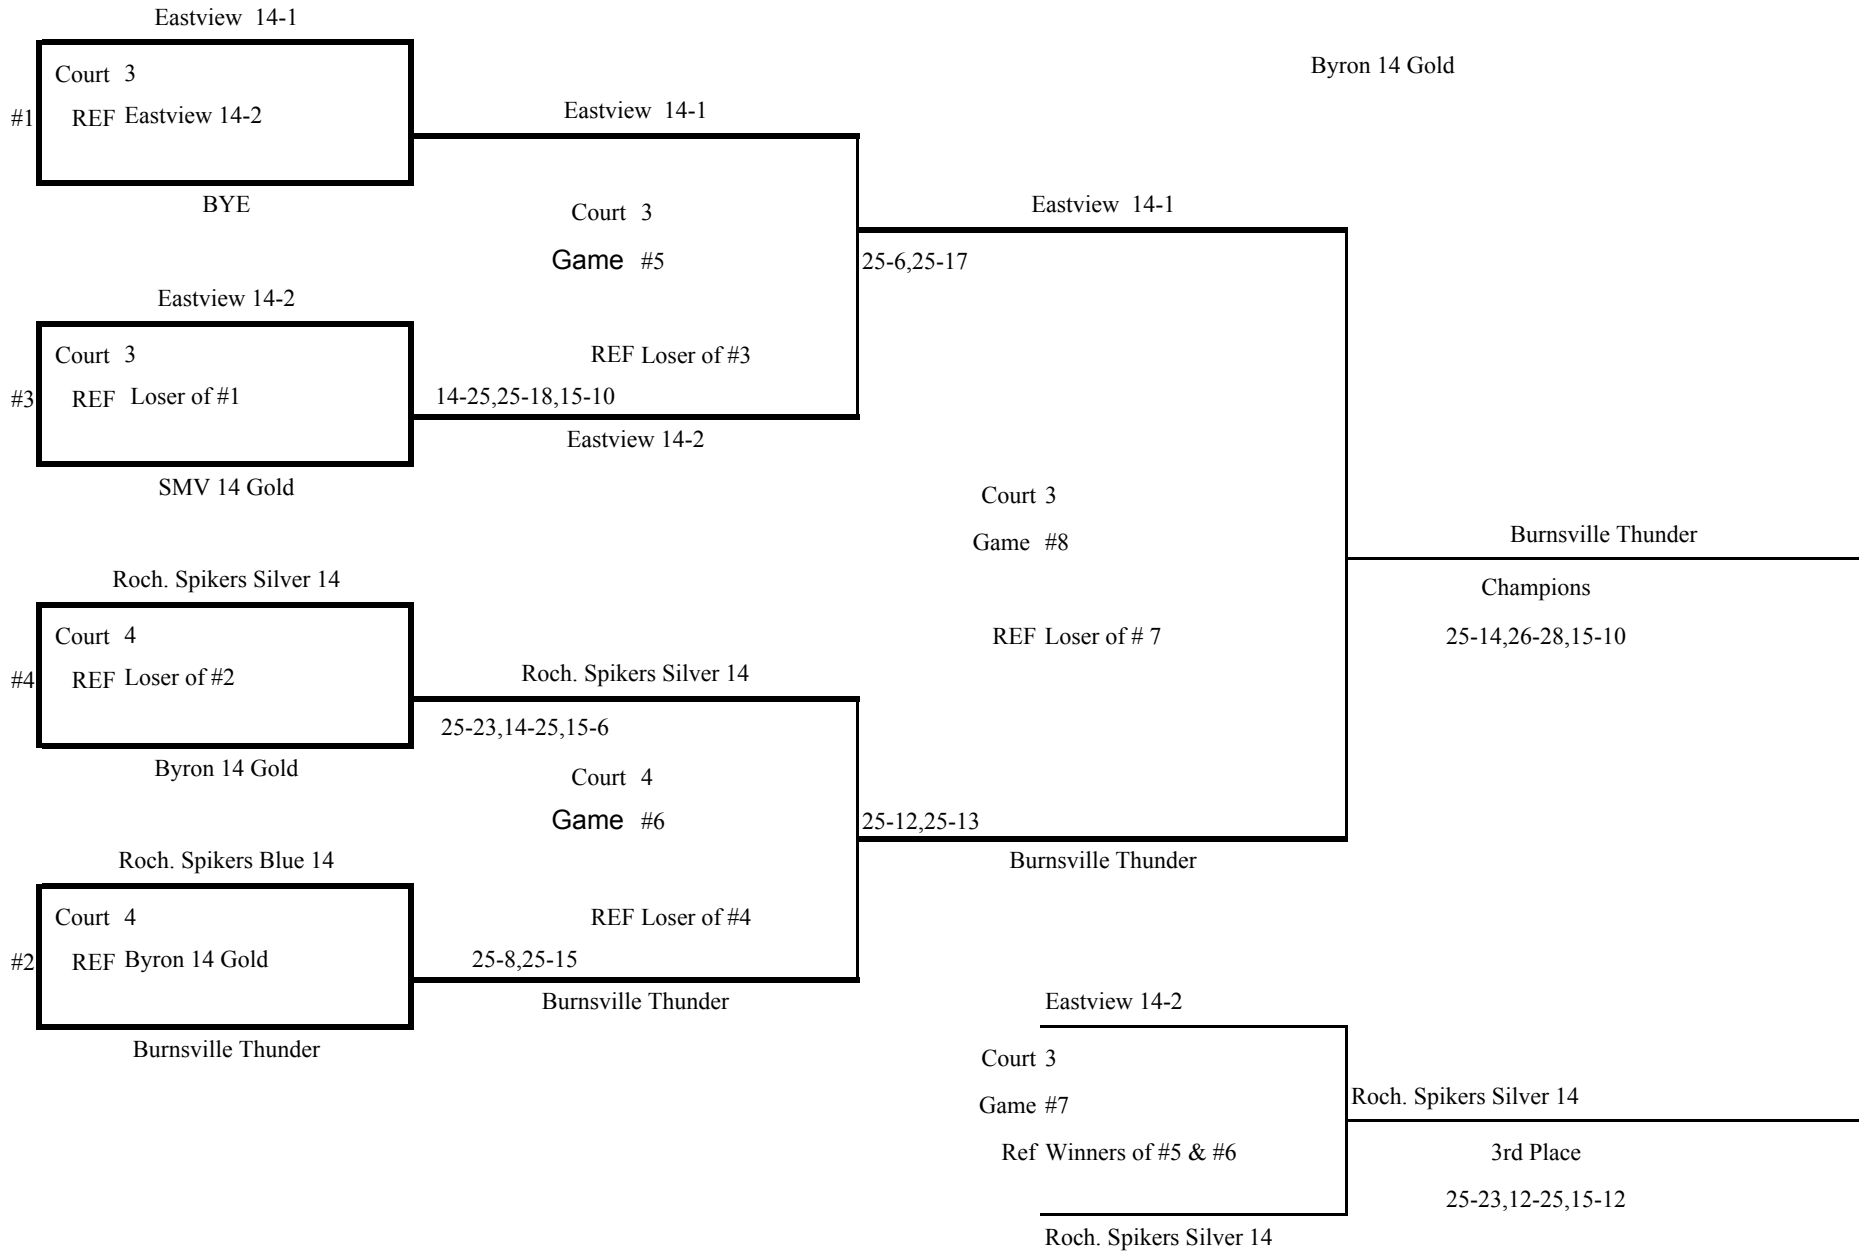 Eastview 14-1
Court 3
#1 REF Eastview 14-2
BYE
Eastview 14-2
Court 3
#3 REF Loser of #1
SMV 14 Gold
Roch. Spikers Silver 14
Court 4
#4 REF Loser of #2
Byron 14 Gold
Roch. Spikers Blue 14
Court 4
#2 REF Byron 14 Gold
Burnsville Thunder
Eastview 14-1
Court 3
Game #5
REF Loser of #3
14-25,25-18,15-10
Eastview 14-2
Roch. Spikers Silver 14
25-23,14-25,15-6
Court 4
Game #6
REF Loser of #4
25-8,25-15
Burnsville Thunder
Byron 14 Gold
Eastview 14-1
25-6,25-17
Court 3
Game #8
REF Loser of # 7
25-12,25-13
Burnsville Thunder
Burnsville Thunder
Champions
25-14,26-28,15-10
Eastview 14-2
Court 3
Game #7
Ref Winners of #5 & #6
Roch. Spikers Silver 14
Roch. Spikers Silver 14
3rd Place
25-23,12-25,15-12